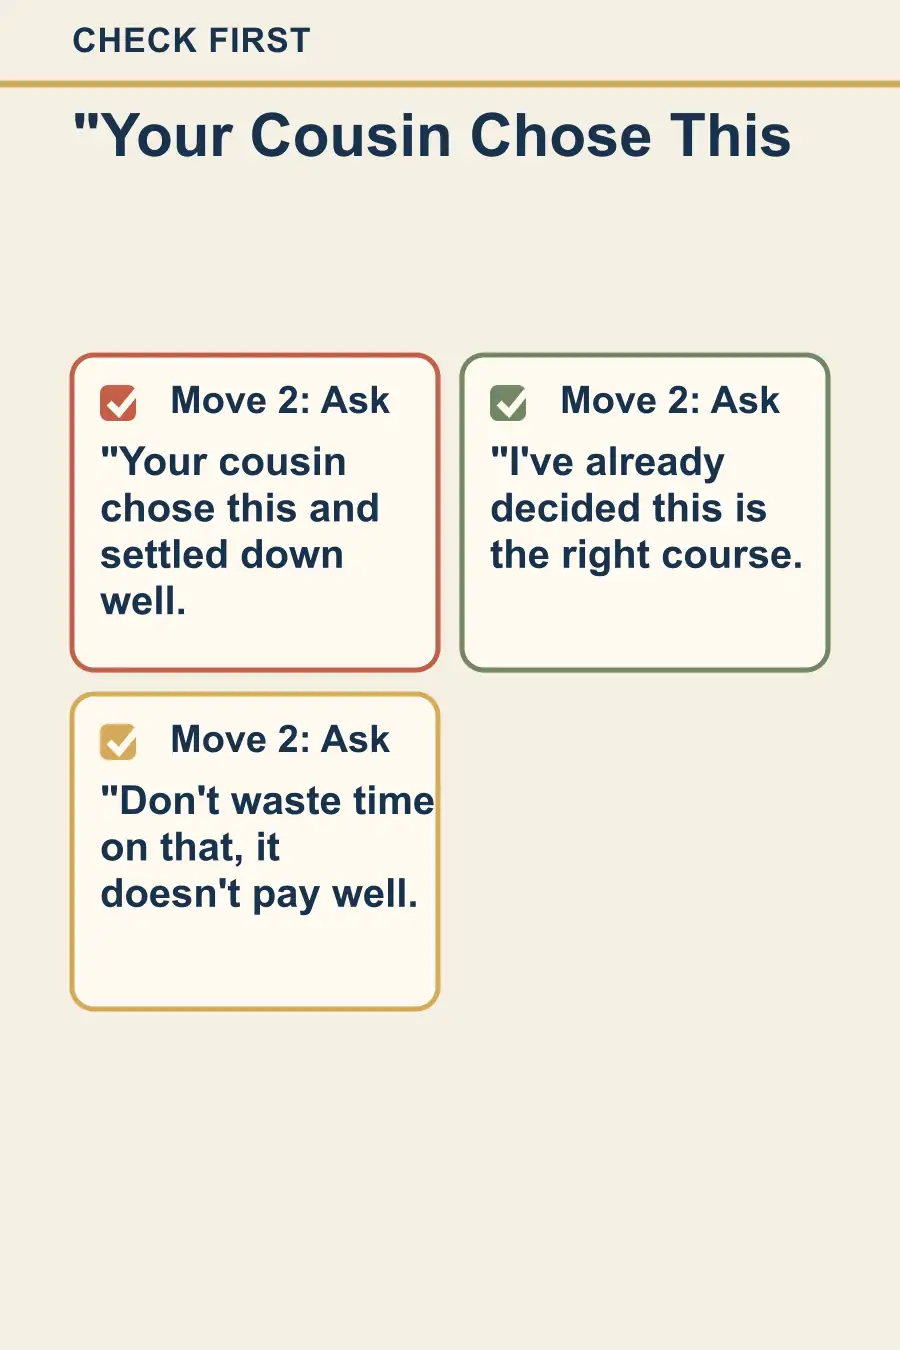 CHECK FIRST
"Your Cousin Chose This
Move 2: Ask
"Your cousin
chose this and
settled down
well.
Move 2: Ask
"I've already
decided this is
the right course.
Move 2: Ask
"Don't waste time
on that, it
doesn't pay well.